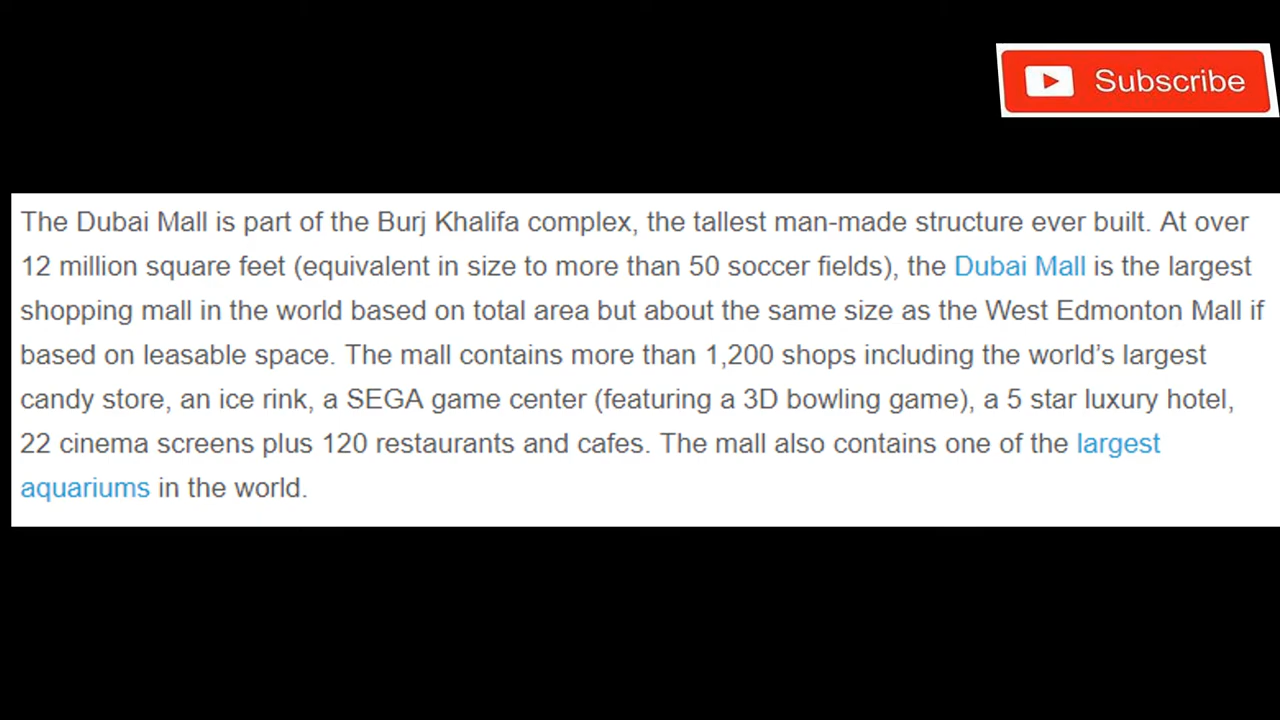 Subscribe
The Dubai Mall is part of the Burj Khalifa complex, the tallest man-made structure ever built. At over
12 million square feet (equivalent in size to more than 50 soccer fields), the Dubai Mall is the largest
shopping mall in the world based on total area but about the same size as the West Edmonton Mall if
based on leasable space. The mall contains more than 1,200 shops including the world’s largest
candy store, an ice rink, a SEGA game center (featuring a 3D bowling game), a 5 star luxury hotel,
22 cinema screens plus 120 restaurants and cafes. The mall also contains one of the largest
aquariums in the world.